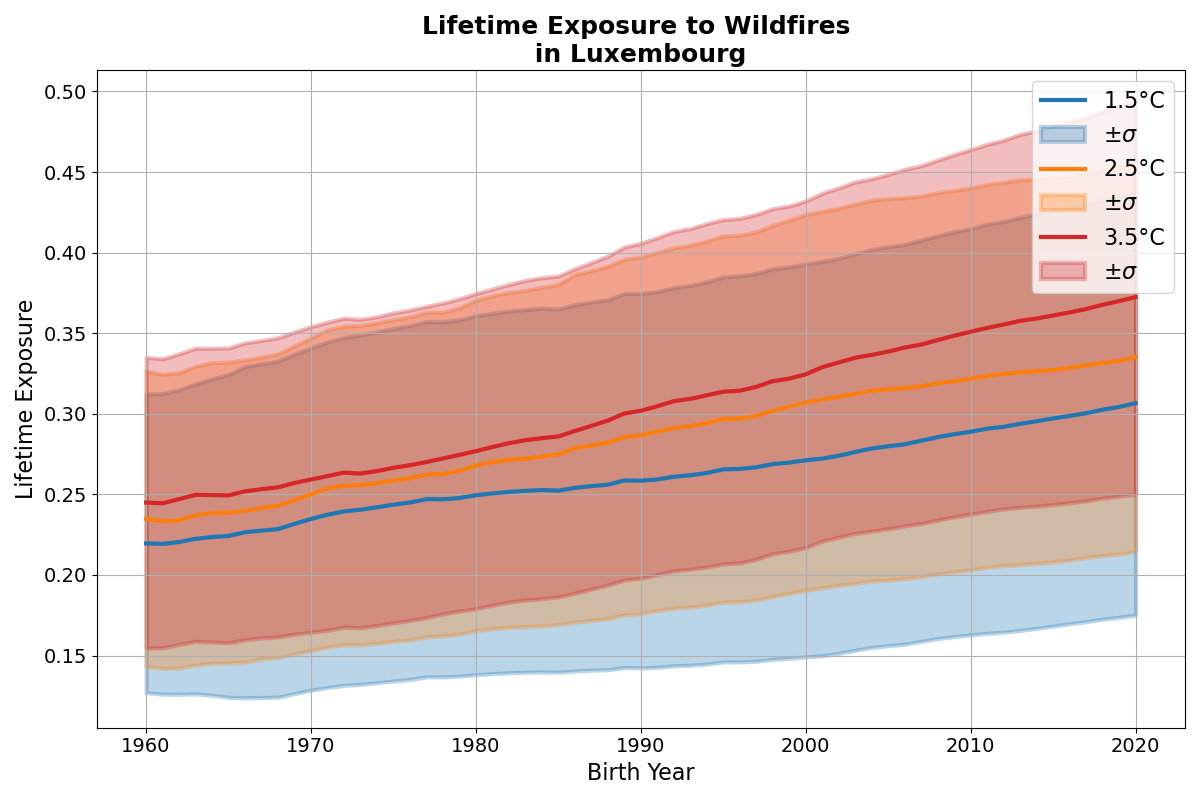 Lifetime Exposure to Wildfires
in Luxembourg
Lifetime Exposure
0.50
0.45
0.40
0.35
0.30
0.25
0.20
0.15
1960
1970
1980
1990
2000
2010
2020
Birth Year
1.5°C
±σ
2.5°C
±σ
3.5°C
±σ